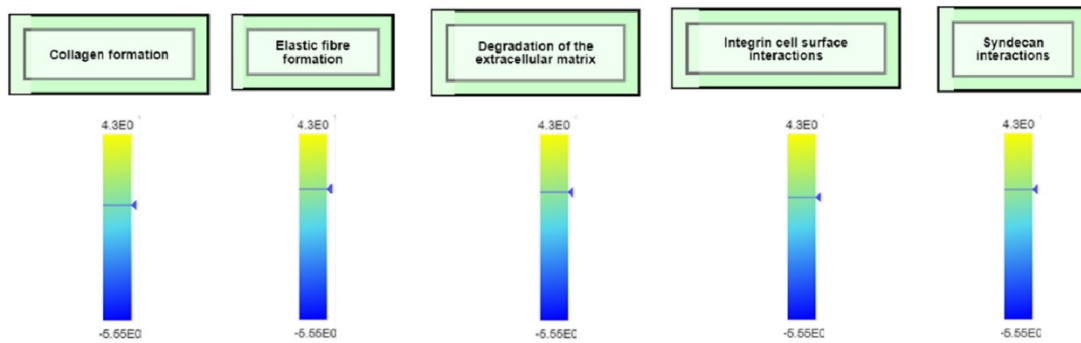 Collagen formation
Elastic fibre
formation
Degradation of the
extracellular matrix
Integrin cell surface
interactions
Syndecan
interactions
4.3E0
4.3E0
4.3E0
4.3E0
4.3E0
-5.55E0
-5.55E0
-5.55E0
-5.55E0
-5.55E0